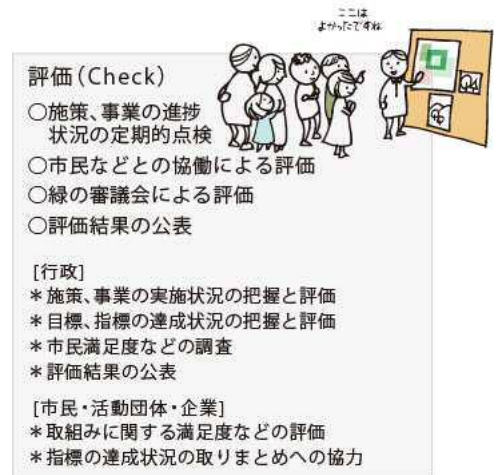 ここは
よかったですね
評価（Check）
○施策、事業の進捗
状況の定期的点検
○市民などとの協働による評価
○緑の審議会による評価
○評価結果の公表
[行政]
＊施策、事業の実施状況の把握と評価
＊目標、指標の達成状況の把握と評価
＊市民満足度などの調査
＊評価結果の公表
[市民・活動団体・企業]
＊取組みに関する満足度などの評価
＊指標の達成状況の取りまとめへの協力